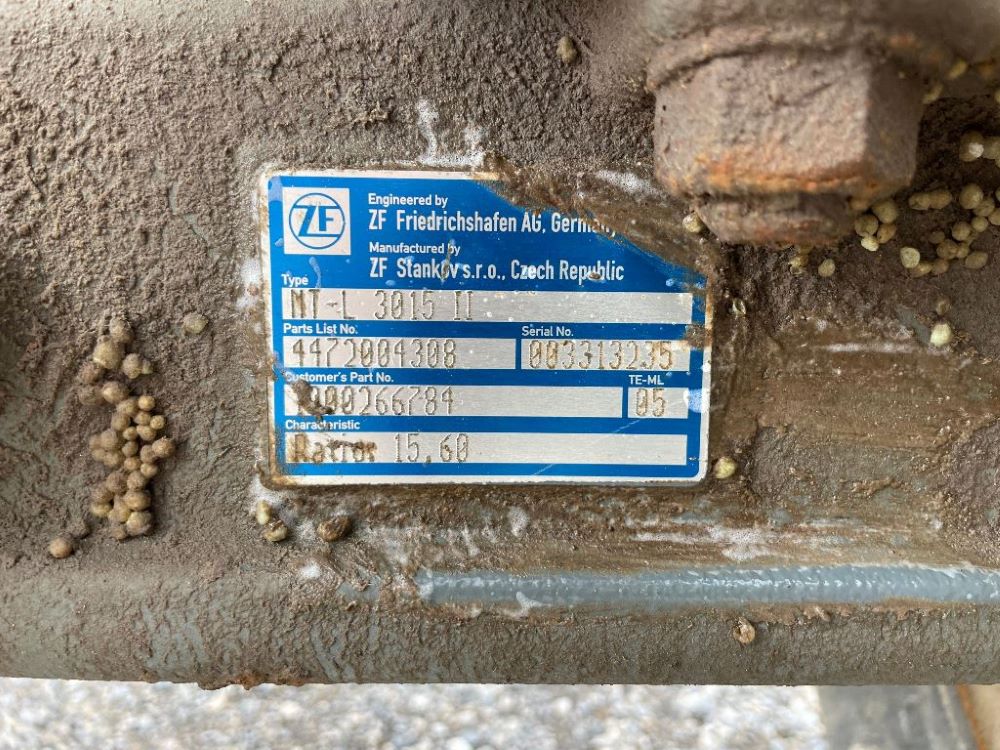 ZF
Engineered by
ZF Friedrichshafen AG, Germany
Manufactured by
ZF Stankov s.r.o., Czech Republic
Type
MT-L 3015 II
Parts List No.
Serial No.
4472004308
003313235
Customer's Part No.
TE-ML
1000266784
05
Characteristic
15,60